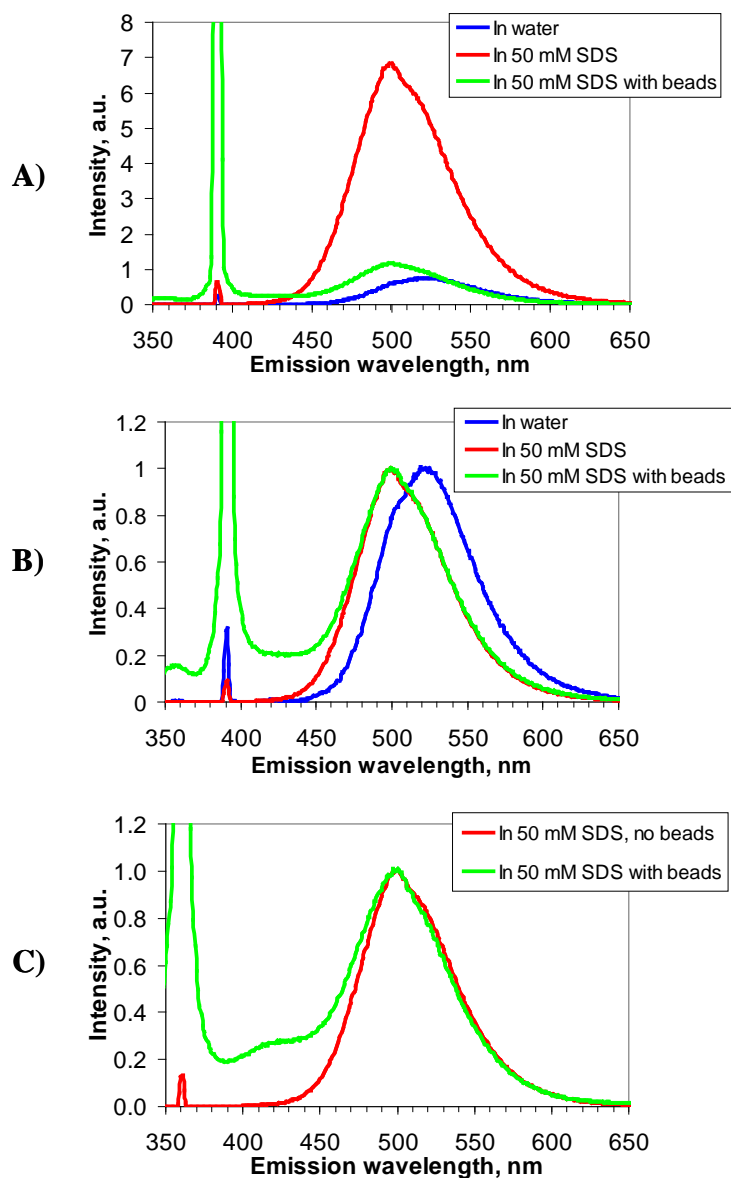 A)
Intensity, a.u.
8
7
6
5
4
3
2
1
0
350 400 450 500 550 600 650
Emission wavelength, nm
In water
In 50 mM SDS
In 50 mM SDS with beads
B)
Intensity, a.u.
1.2
1
0.8
0.6
0.4
0.2
0
350 400 450 500 550 600 650
Emission wavelength, nm
In water
In 50 mM SDS
In 50 mM SDS with beads
C)
Intensity, a.u.
1.2
1.0
0.8
0.6
0.4
0.2
0.0
350 400 450 500 550 600 650
Emission wavelength, nm
In 50 mM SDS, no beads
In 50 mM SDS with beads